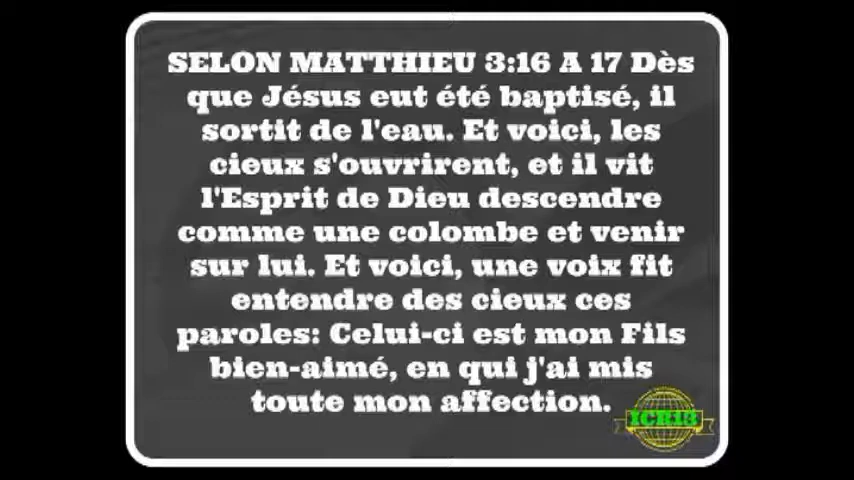 SELON MATTHIEU 3:16 A 17 Dès
que Jésus eut été baptisé, il
sortit de l'eau. Et voici, les
cieux s'ouvrirent, et il vit
l'Esprit de Dieu descendre
comme une colombe et venir
sur lui. Et voici, une voix fit
entendre des cieux ces
paroles: Celui-ci est mon Fils
bien-aimé, en qui j'ai mis
toute mon affection.
ICR13